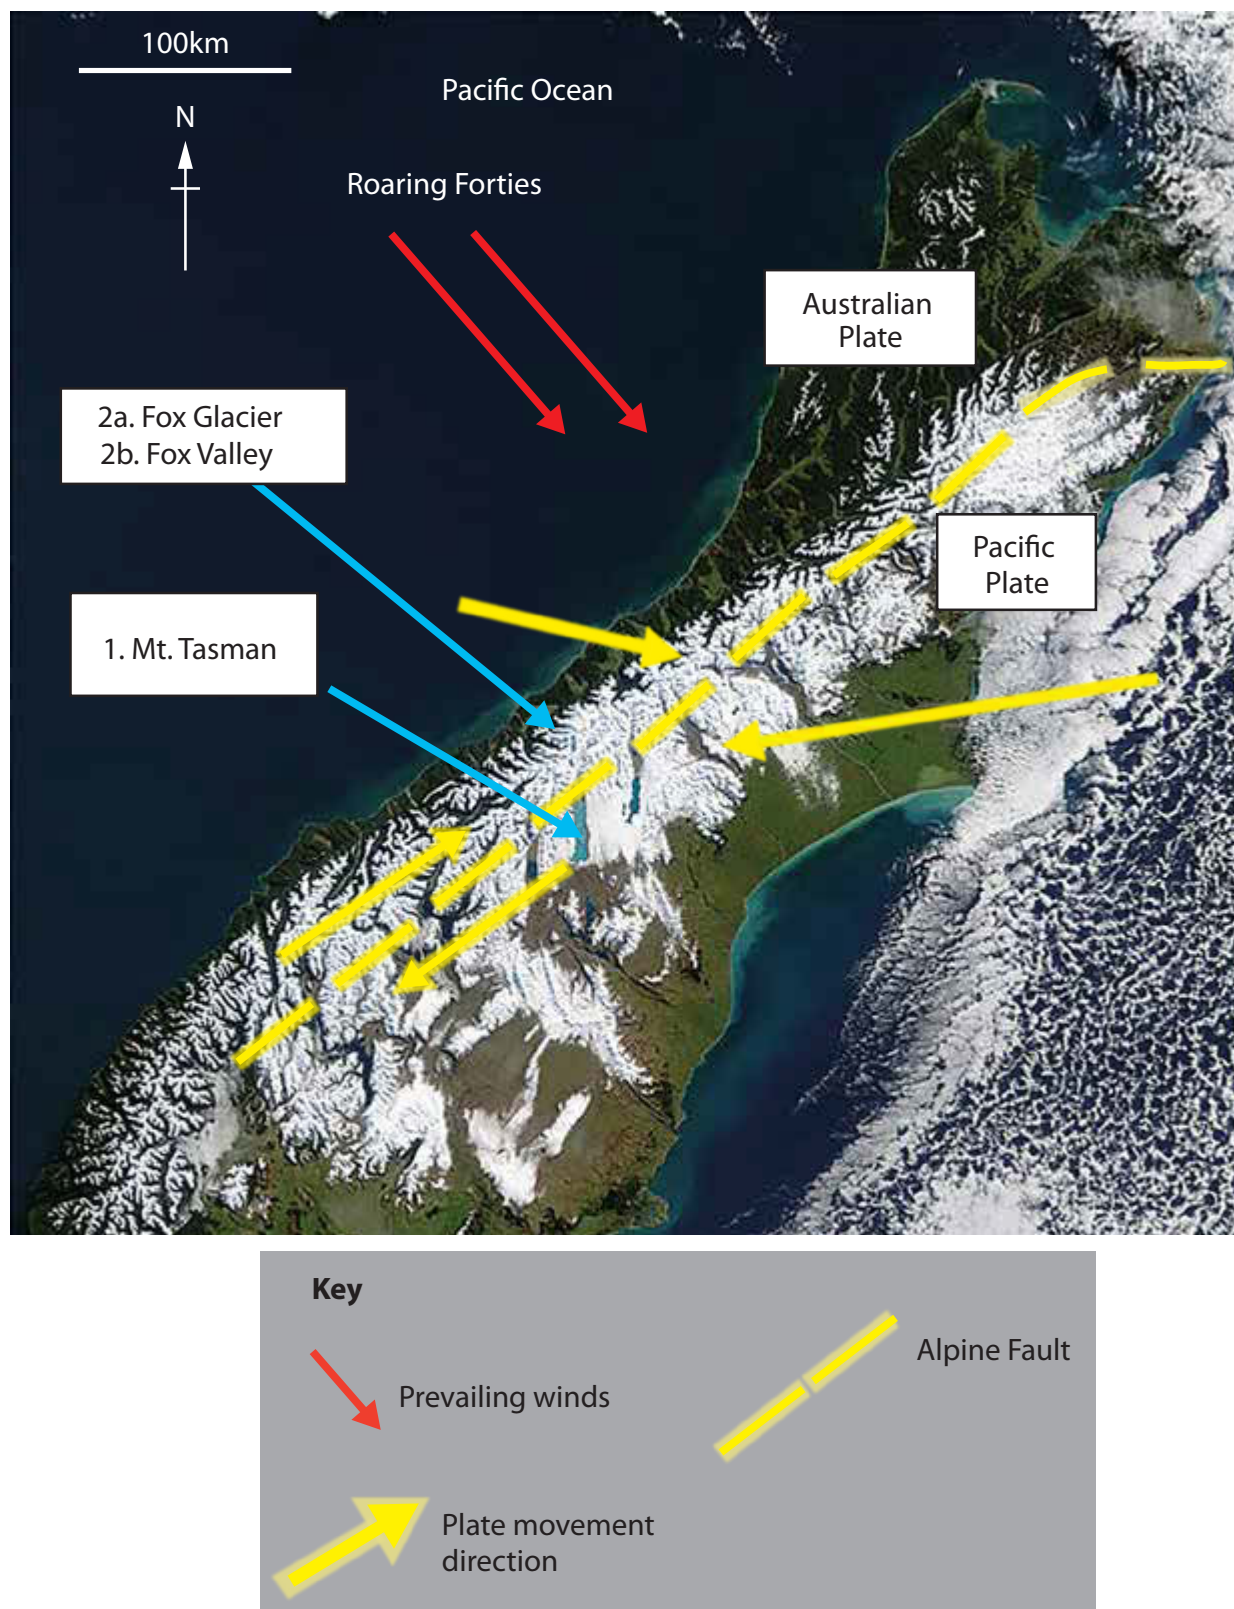 100km
N
Pacific Ocean
Roaring Forties
Australian
Plate
2a. Fox Glacier
2b. Fox Valley
Pacific
Plate
1. Mt. Tasman
Key
Prevailing winds
Alpine Fault
Plate movement
direction